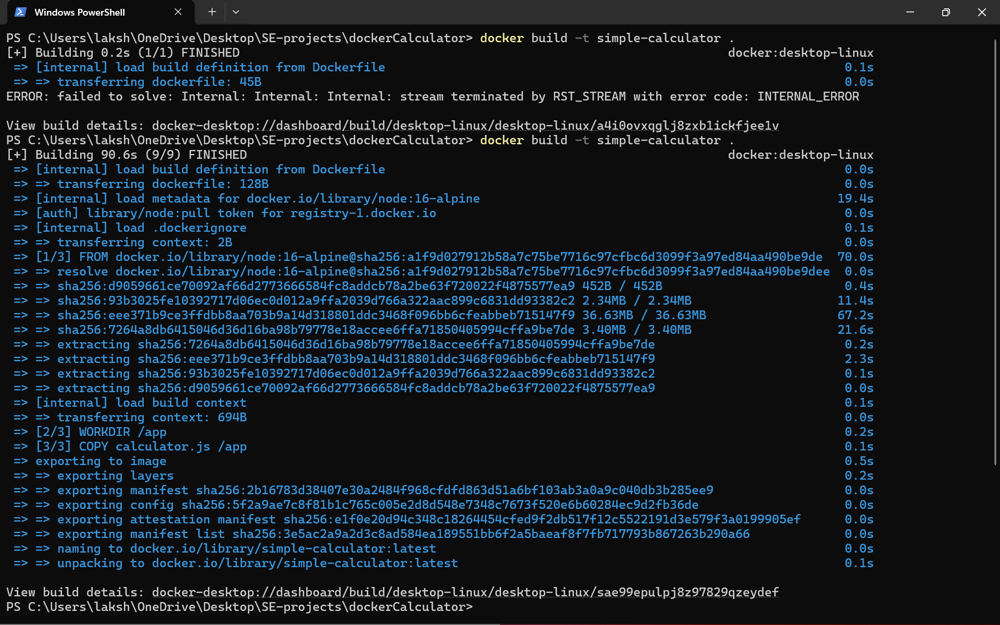 Windows PowerShell
PS C:\Users\laksh\OneDrive\Desktop\SE-projects\dockerCalculator> docker build -t simple-calculator .
[+] Building 0.2s (1/1) FINISHED docker:desktop-linux
=> [internal] load build definition from Dockerfile 0.1s
=> => transferring dockerfile: 45B 0.0s
ERROR: failed to solve: Internal: Internal: Internal: stream terminated by RST_STREAM with error code: INTERNAL_ERROR
View build details: docker-desktop://dashboard/build/desktop-linux/desktop-linux/a4i0ovxqglj8zxb1ickfjee1v
PS C:\Users\laksh\OneDrive\Desktop\SE-projects\dockerCalculator> docker build -t simple-calculator .
[+] Building 90.6s (9/9) FINISHED docker:desktop-linux
=> [internal] load build definition from Dockerfile 0.0s
=> => transferring dockerfile: 128B 0.0s
=> [internal] load metadata for docker.io/library/node:16-alpine 19.4s
=> [auth] library/node:pull token for registry-1.docker.io 0.0s
=> [internal] load .dockerignore 0.1s
=> => transferring context: 2B 0.0s
=> [1/3] FROM docker.io/library/node:16-alpine@sha256:a1f9d027912b58a7c75be7716c97cfbc6d3099f3a97ed84aa490be9de 70.0s
=> => resolve docker.io/library/node:16-alpine@sha256:a1f9d027912b58a7c75be7716c97cfbc6d3099f3a97ed84aa490be9dee 0.0s
=> => sha256:d9059661ce70092af66d2773666584fc8addcb78a2be63f720022f4875577ea9 452B / 452B 0.4s
=> => sha256:93b3025fe10392717d06ec0d012a9ffa2039d766a322aac899c6831dd93382c2 2.34MB / 2.34MB 11.4s
=> => sha256:eee371b9ce3ffdbb8aa703b9a14d318801ddc3468f096bb6cfeabbeb715147f9 36.63MB / 36.63MB 67.2s
=> => sha256:7264a8db6415046d36d16ba98b79778e18accee6ffa71850405994cffa9be7de 3.40MB / 3.40MB 21.6s
=> => extracting sha256:7264a8db6415046d36d16ba98b79778e18accee6ffa71850405994cffa9be7de 0.2s
=> => extracting sha256:eee371b9ce3ffdbb8aa703b9a14d318801ddc3468f096bb6cfeabbeb715147f9 2.3s
=> => extracting sha256:93b3025fe10392717d06ec0d012a9ffa2039d766a322aac899c6831dd93382c2 0.1s
=> => extracting sha256:d9059661ce70092af66d2773666584fc8addcb78a2be63f720022f4875577ea9 0.0s
=> [internal] load build context 0.1s
=> => transferring context: 694B 0.0s
=> [2/3] WORKDIR /app 0.2s
=> [3/3] COPY calculator.js /app 0.1s
=> exporting to image 0.5s
=> => exporting layers 0.2s
=> => exporting manifest sha256:2b16783d38407e30a2484f968cfdfd863d51a6bf103ab3a0a9c040db3b285ee9 0.0s
=> => exporting config sha256:5f2a9ae7c8f81b1c765c005e2d8d548e7348c7673f520e6b60284ec9d2fb36de 0.0s
=> => exporting attestation manifest sha256:e1f0e20d94c348c18264454cfed9f2db517f12c5522191d3e579f3a0199905ef 0.0s
=> => exporting manifest list sha256:3e5ac2a9a2d3c8ad584ea189551bb6f2a5baeaf8f7fb717793b867263b290a66 0.0s
=> => naming to docker.io/library/simple-calculator:latest 0.0s
=> => unpacking to docker.io/library/simple-calculator:latest 0.1s
View build details: docker-desktop://dashboard/build/desktop-linux/desktop-linux/sae99epulpj8z97829qzeydef
PS C:\Users\laksh\OneDrive\Desktop\SE-projects\dockerCalculator>